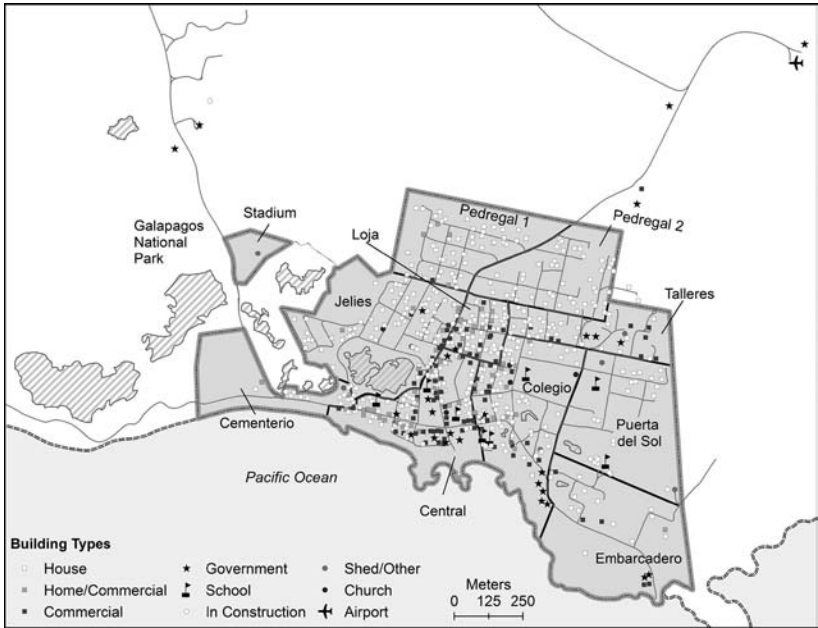 Pedregal 1
Stadium
Pedregal 2
Loja
Galapagos
National
Park
Talleres
Jelies
Colegio
Cementerio
Puerta
del Sol
Pacific Ocean
Central
Embarcadero
Building Types
House
Government
Shed/Other
Home/Commercial
School
Church
Commercial
In Construction
Airport
Meters
0 125 250